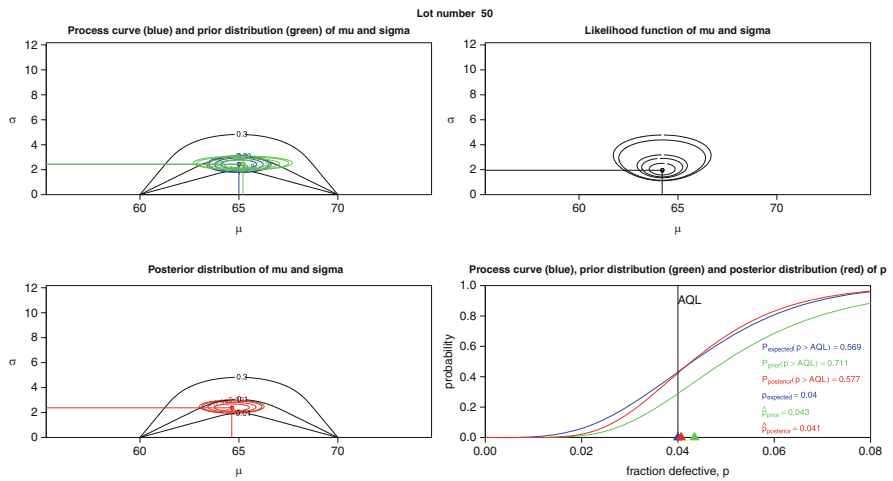 Lot number 50
Process curve (blue) and prior distribution (green) of mu and sigma
12
10
8
6
4
2
0
σ
0.3
60
65
70
μ
Likelihood function of mu and sigma
12
10
8
6
4
2
0
σ
60
65
70
μ
Posterior distribution of mu and sigma
12
10
8
6
4
2
0
σ
0.3
60
65
70
μ
Process curve (blue), prior distribution (green) and posterior distribution (red) of p
1.0
0.8
0.6
0.4
0.2
0.0
probability
AQL
Pexpected(p > AQL) = 0.569
Pprior(p > AQL) = 0.711
Pposterior(p > AQL) = 0.577
pexpected = 0.04
p̂prior = 0.043
p̂posterior = 0.041
0.00
0.02
0.04
0.06
0.08
fraction defective, p